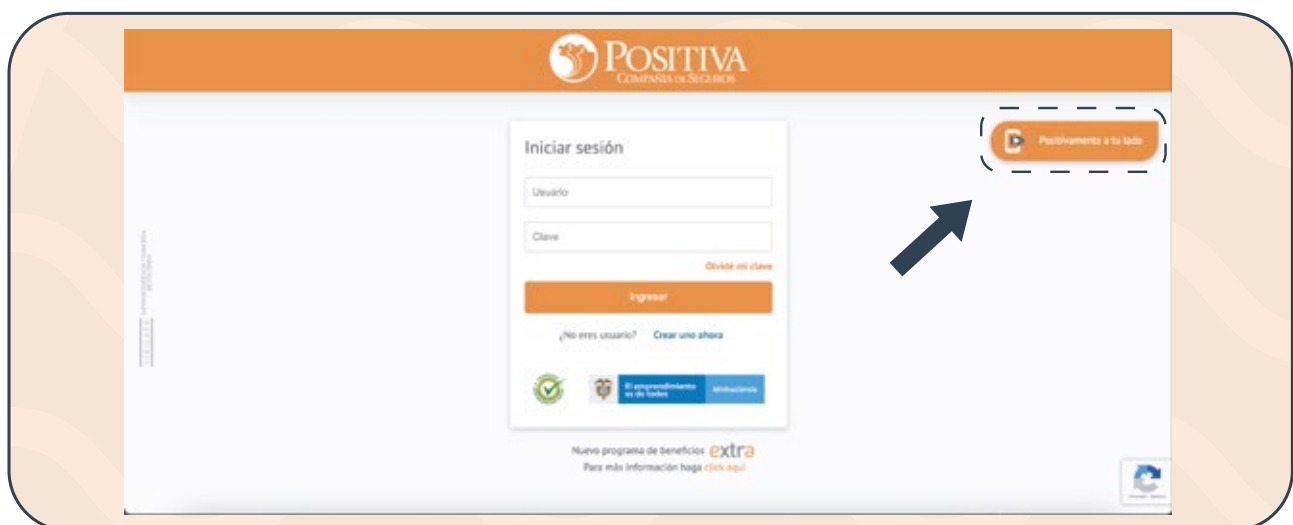 POSITIVA
COMPAÑIA DE SEGUROS
Positivamente a tu lado
Iniciar sesión
Usuario
Clave
Olvidé mi clave
Ingresar
¿No eres usuario? Crear uno ahora
El emprendimiento
es de todos
Minhacienda
Nuevo programa de beneficios extra
Para más información haga click aquí